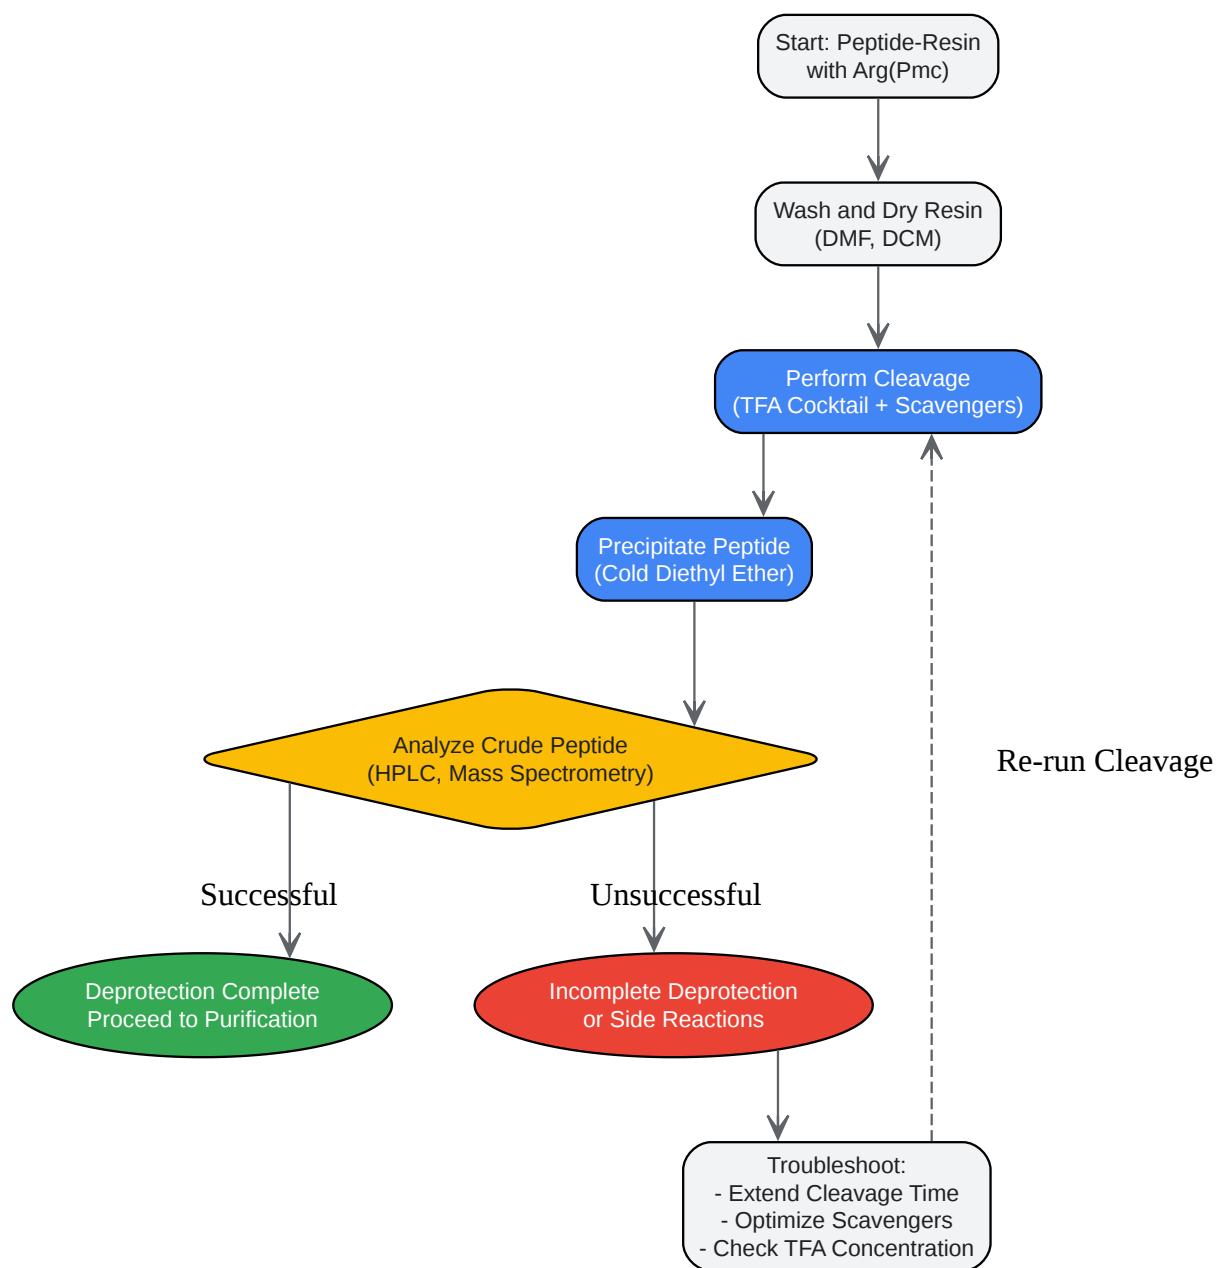 Start: Peptide-Resin
with Arg(Pmc)
Wash and Dry Resin
(DMF, DCM)
Perform Cleavage
(TFA Cocktail + Scavengers)
Precipitate Peptide
(Cold Diethyl Ether)
Analyze Crude Peptide
(HPLC, Mass Spectrometry)
Re-run Cleavage
Successful
Unsuccessful
Deprotection Complete
Proceed to Purification
Incomplete Deprotection
or Side Reactions
Troubleshoot:
- Extend Cleavage Time
- Optimize Scavengers
- Check TFA Concentration